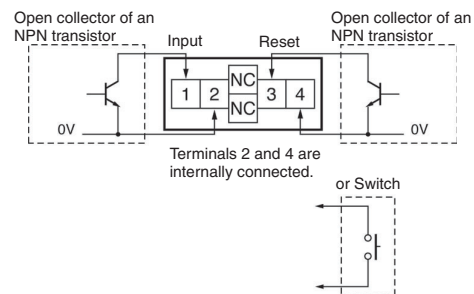 Open collector of an
NPN transistor
Open collector of an
NPN transistor
Input
Reset
NC
1
2
3
4
NC
0V
0V
Terminals 2 and 4 are
internally connected.
or Switch